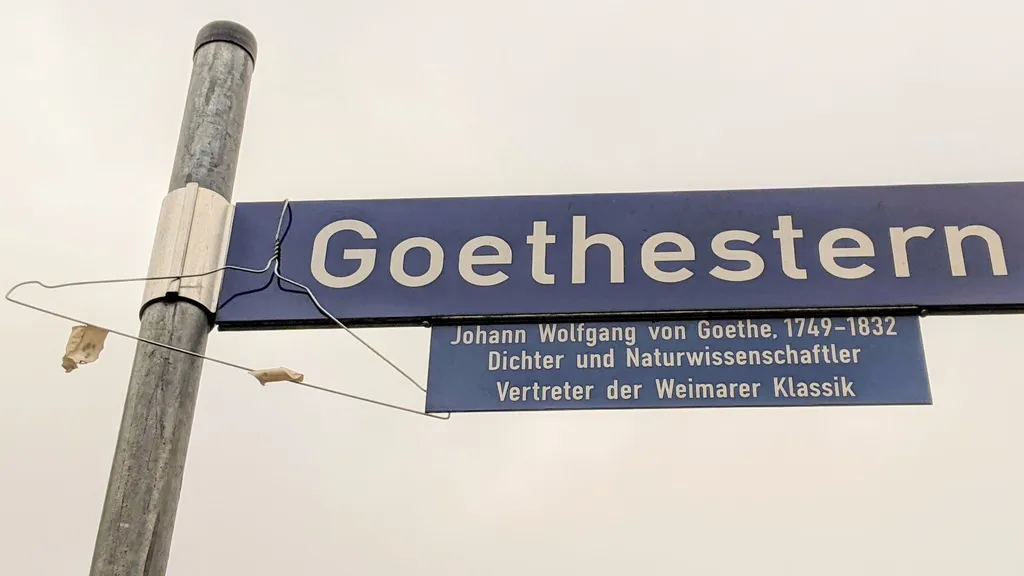 Goethestern
Johann Wolfgang von Goethe, 1749-1832
Dichter und Naturwissenschaftler
Vertreter der Weimarer Klassik